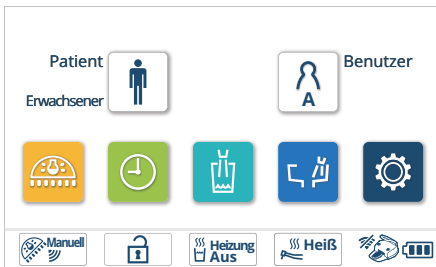 Patient
Benutzer
Erwachsener
A
Manuell
Heizung
Aus
Heiß